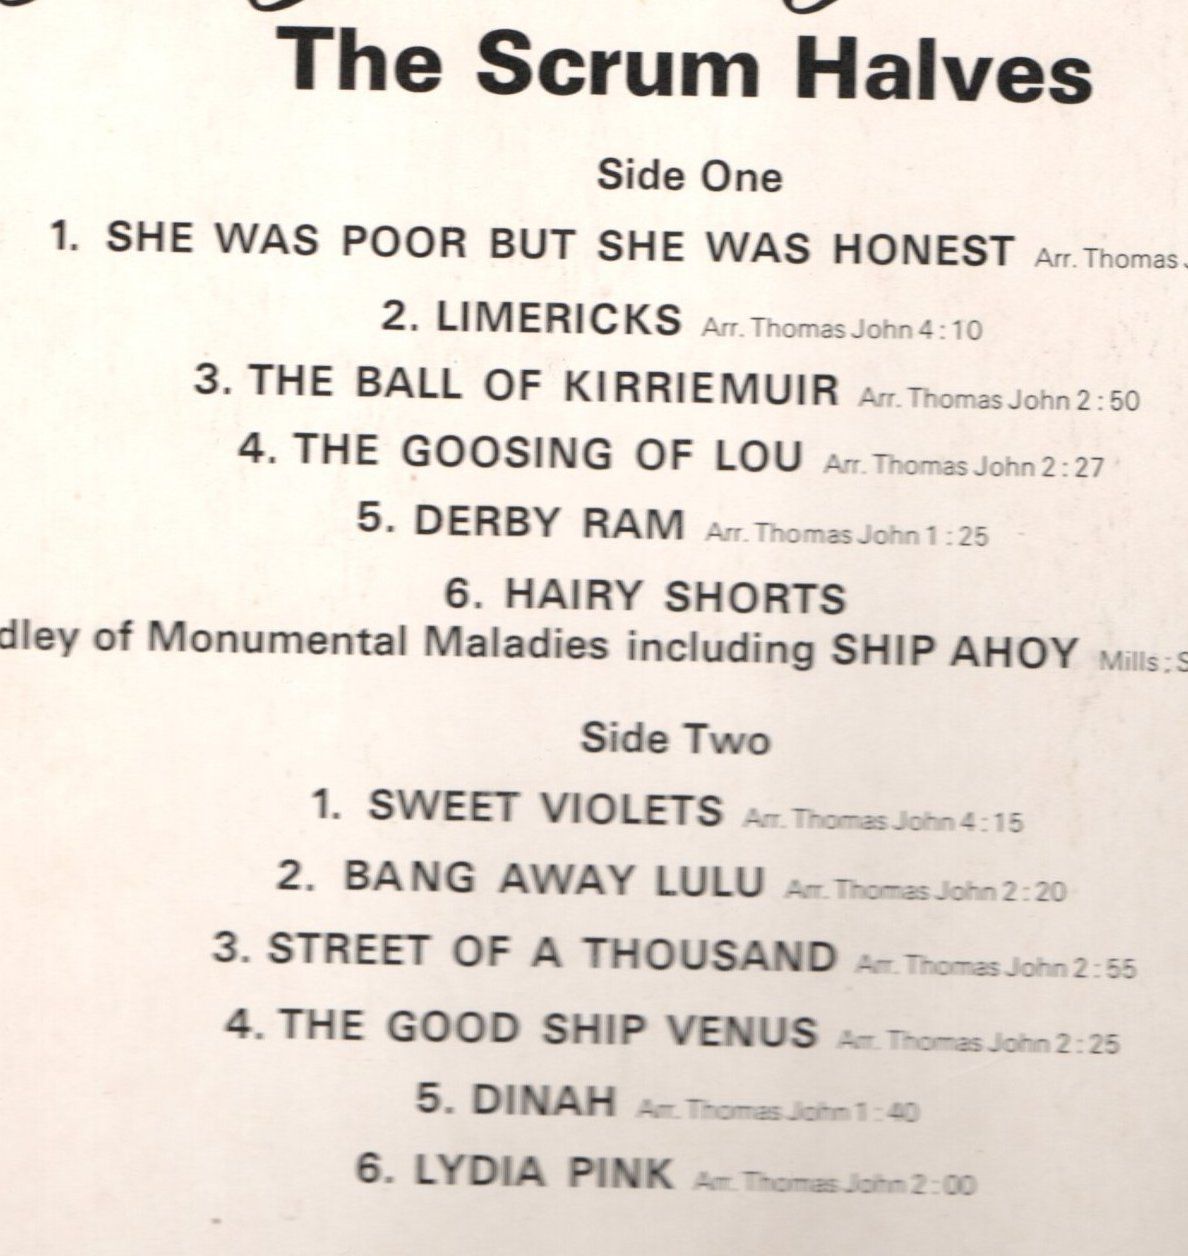 The Scrum Halves
Side One
1. SHE WAS POOR BUT SHE WAS HONEST Arr. Thomas
2. LIMERICKS Arr. Thomas John 4:10
3. THE BALL OF KIRRIEMUIR Arr. Thomas John 2:50
4. THE GOOSING OF LOU Arr. Thomas John 2:27
5. DERBY RAM Arr. Thomas John 1:25
6. HAIRY SHORTS
dley of Monumental Maladies including SHIP AHOY Mills: S
Side Two
1. SWEET VIOLETS Arr. Thomas John 4:15
2. BANG AWAY LULU Arr. Thomas John 2:20
3. STREET OF A THOUSAND Arr. Thomas John 2:55
4. THE GOOD SHIP VENUS Arr. Thomas John 2:25
5. DINAH Arr. Thomas John 1:40
6. LYDIA PINK Arr. Thomas John 2:00